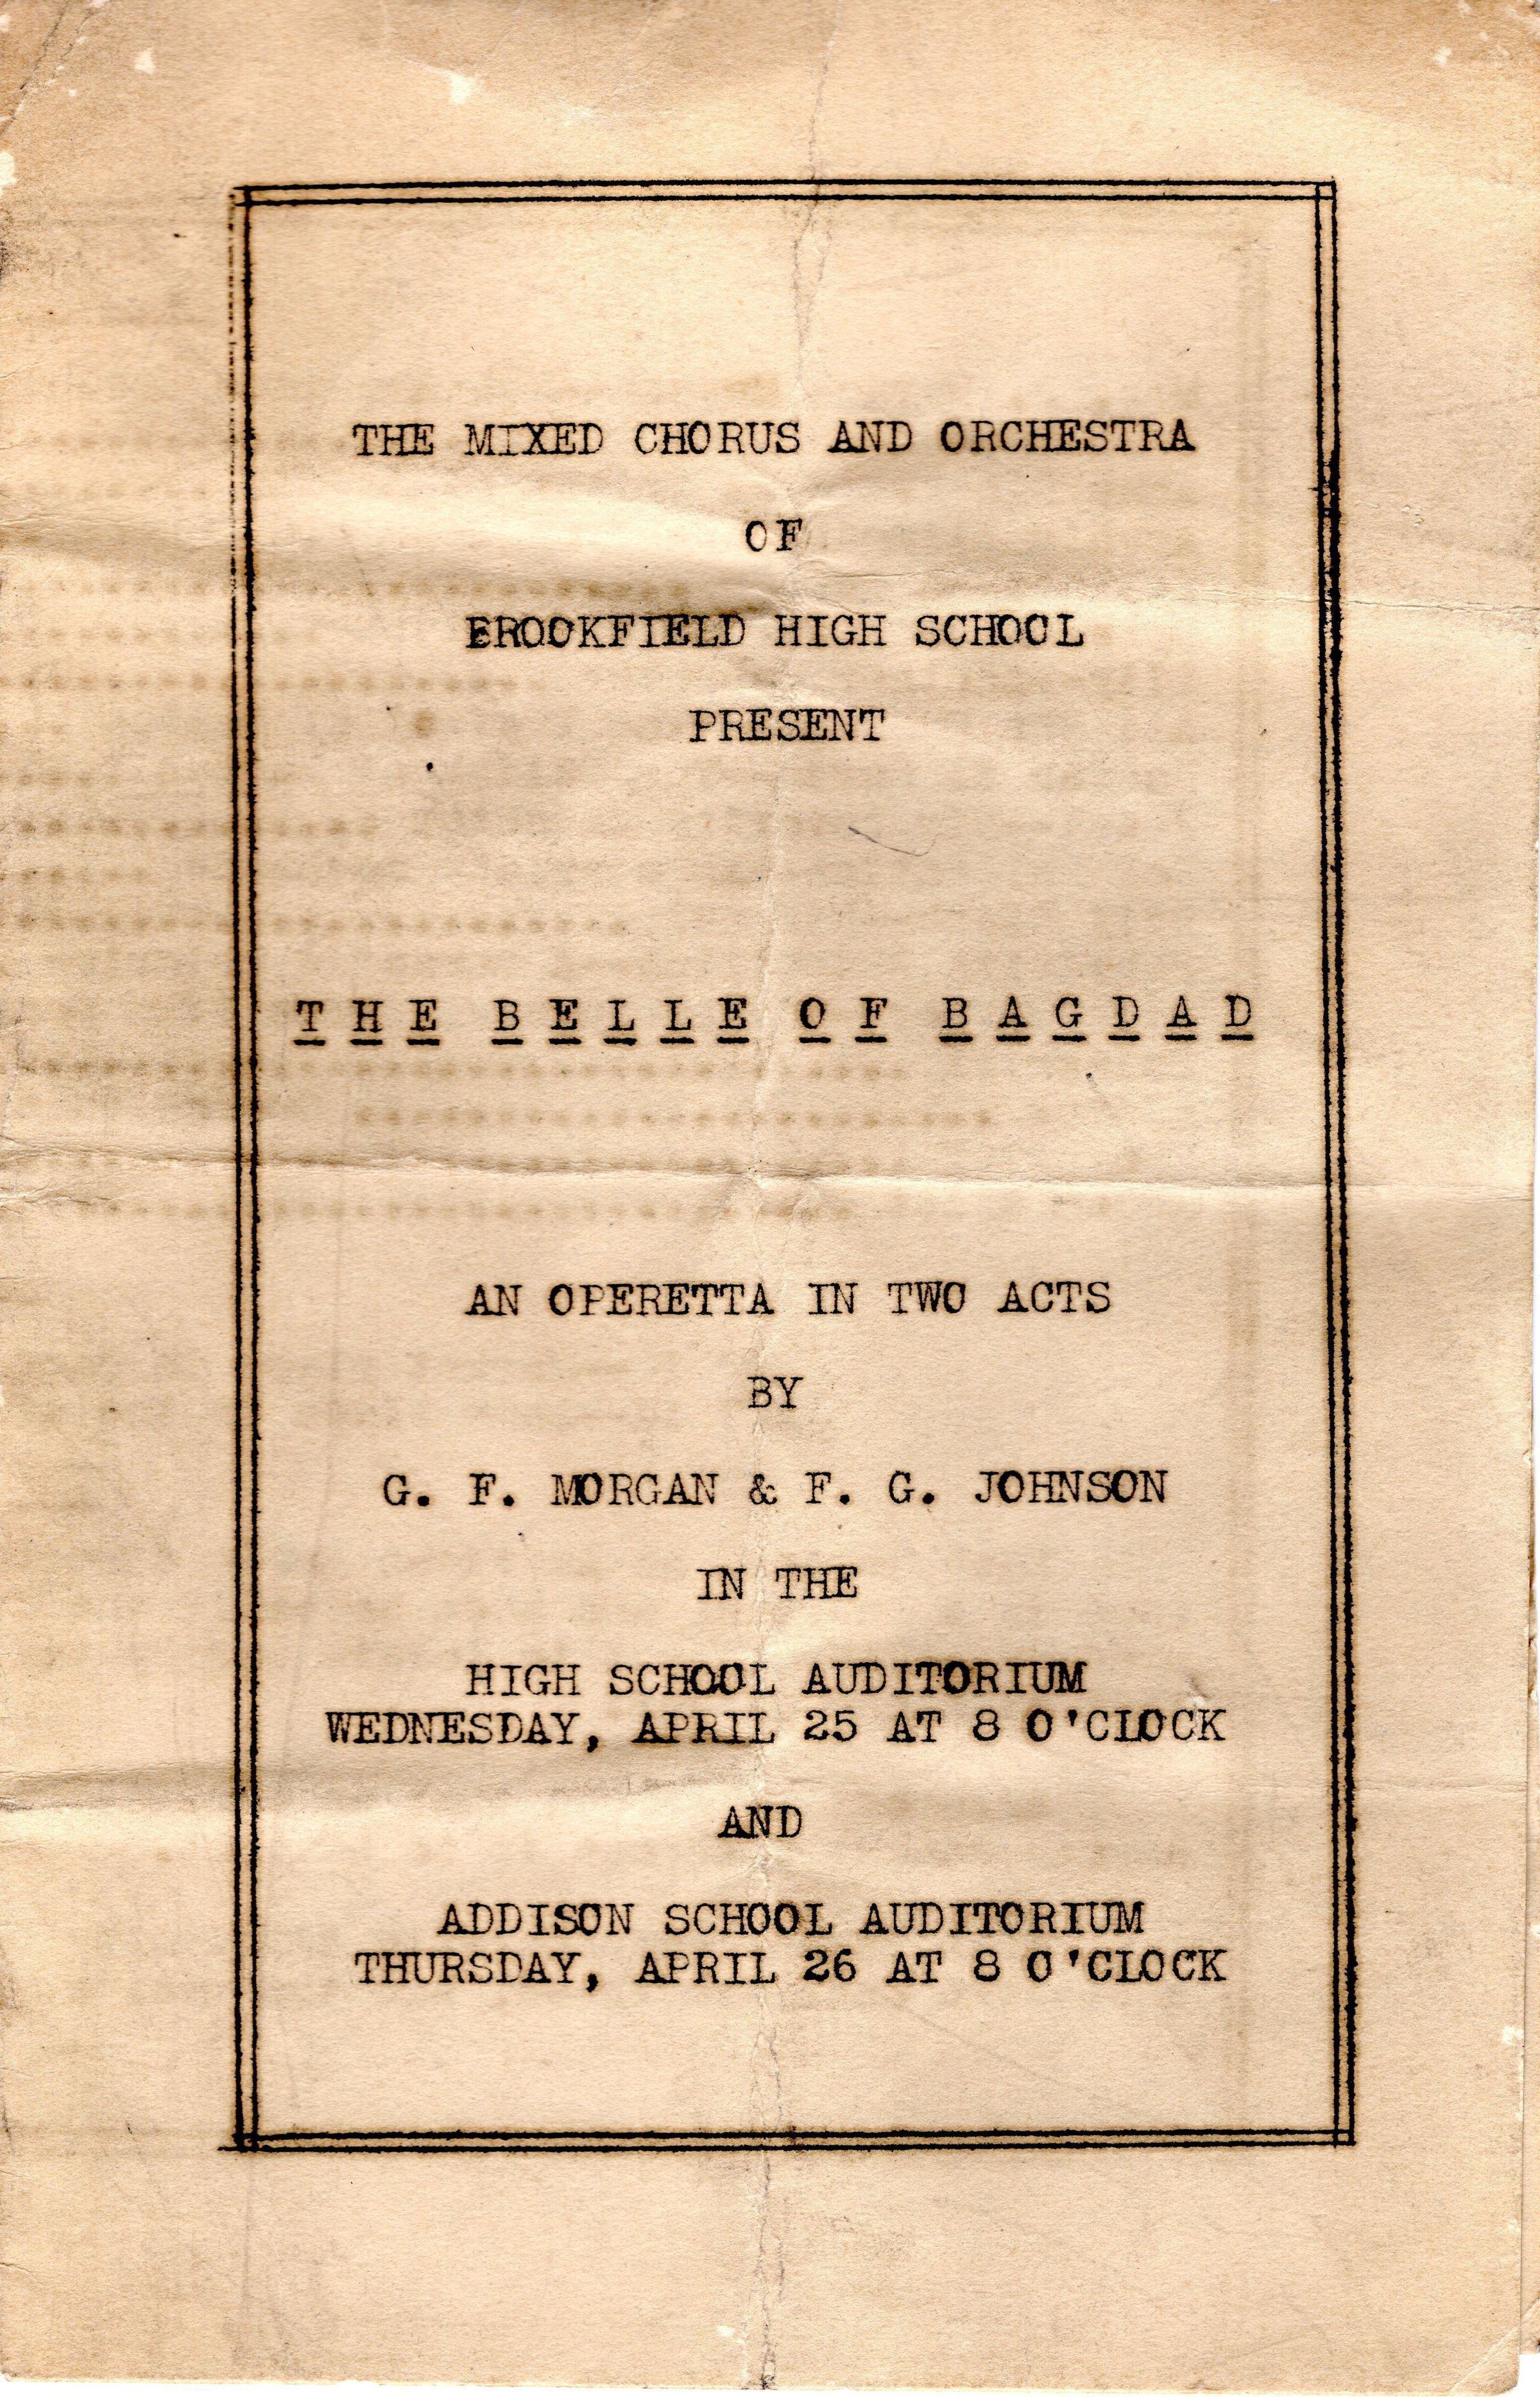 THE MIXED CHORUS AND ORCHESTRA
OF
BROOKFIELD HIGH SCHOOL
PRESENT
THE BELLE OF BAGDAD
AN OPERETTA IN TWO ACTS
BY
G. F. MORGAN & F. G. JOHNSON
IN THE
HIGH SCHOOL AUDITORIUM
WEDNESDAY, APRIL 25 AT 8 O'CLOCK
AND
ADDISON SCHOOL AUDITORIUM
THURSDAY, APRIL 26 AT 8 O'CLOCK